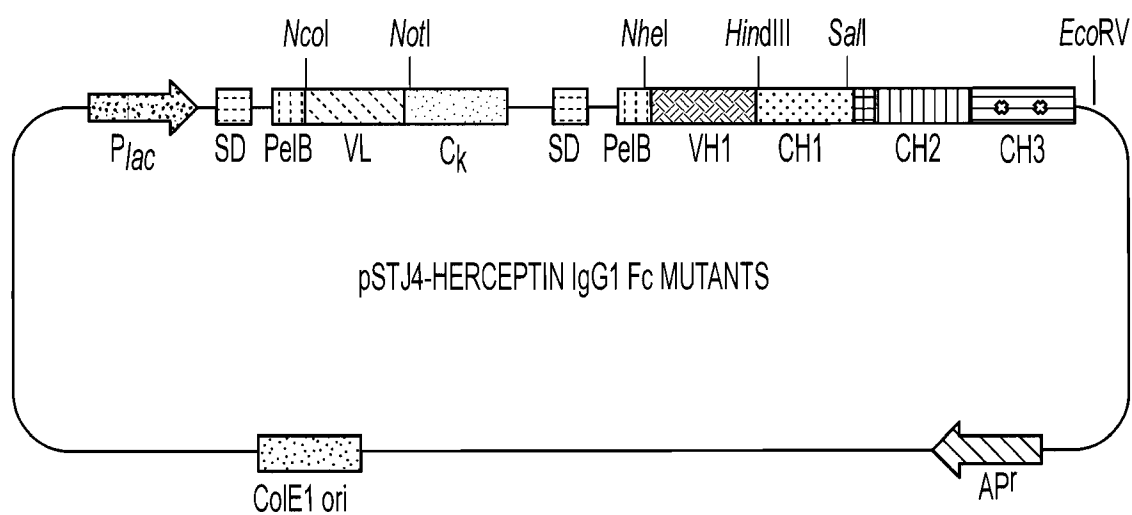 NcoI NotI NheI HindIII SalI EcoRV
Plac SD PelB VL Ck SD PelB VH1 CH1 CH2 CH3
pSTJ4-HERCEPTIN IgG1 Fc MUTANTS
ColE1 ori APr